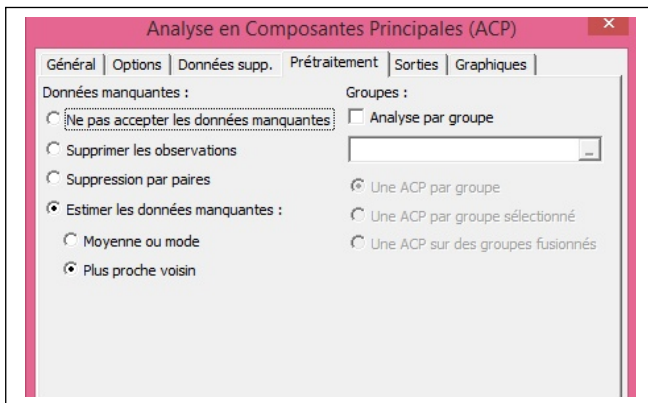 Analyse en Composantes Principales (ACP)
Général
Options
Données supp.
Prétraitement
Sorties
Graphiques
Données manquantes :
Ne pas accepter les données manquantes
Supprimer les observations
Suppression par paires
Estimer les données manquantes :
Moyenne ou mode
Plus proche voisin
Groupes :
Analyse par groupe
...
Une ACP par groupe
Une ACP par groupe sélectionné
Une ACP sur des groupes fusionnés